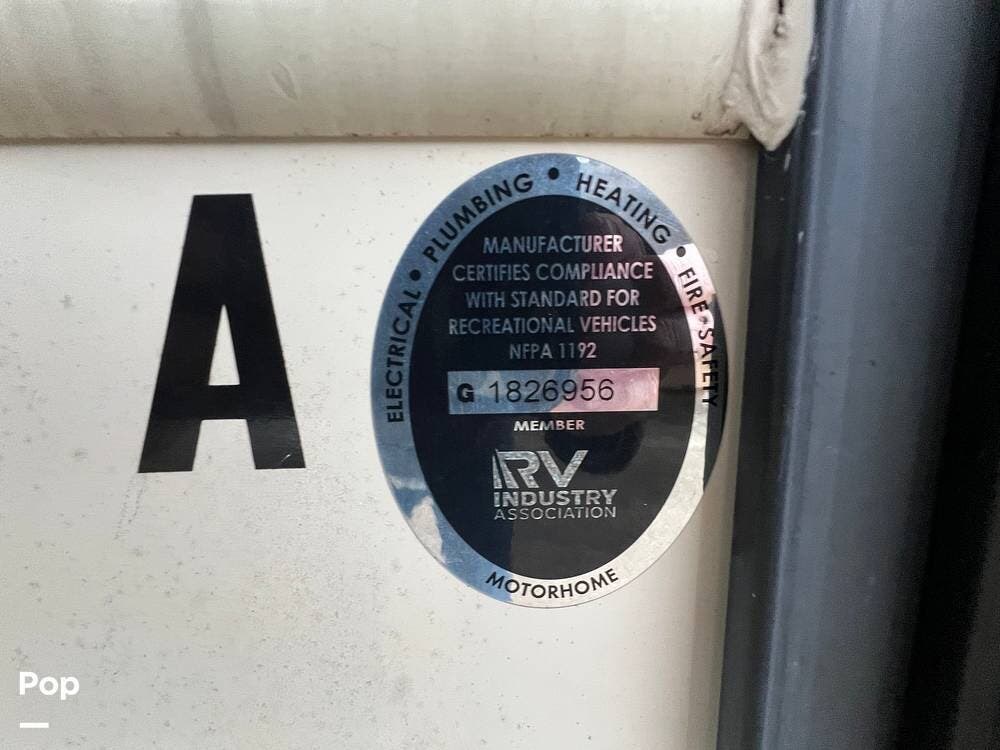 A
ELECTRICAL • PLUMBING • HEATING • FIRE SAFETY
MANUFACTURER
CERTIFIES COMPLIANCE
WITH STANDARD FOR
RECREATIONAL VEHICLES
NFPA 1192
G 1826956
MEMBER
RV
INDUSTRY
ASSOCIATION
MOTORHOME
Pop